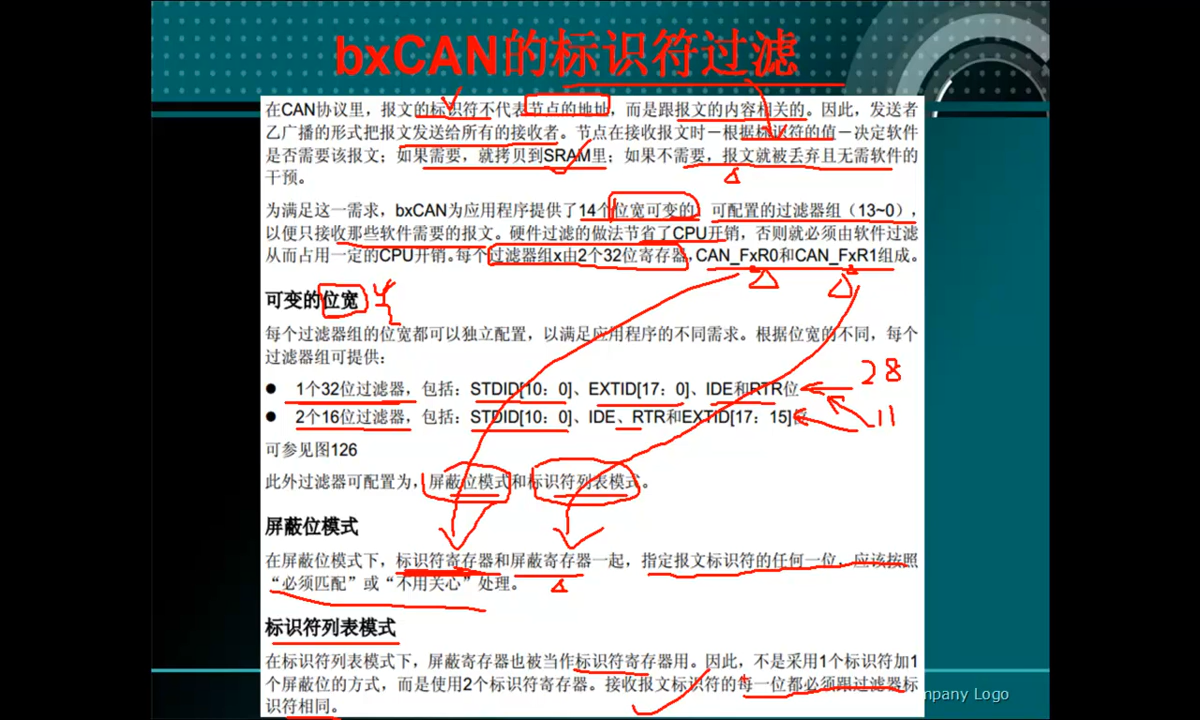 bxCAN的标识符过滤
在CAN协议里，报文的标识符不代表节点的地址，而是跟报文的内容相关的。因此，发送者
乙广播的形式把报文发送给所有的接收者。节点在接收报文时－根据标识符的值－决定软件
是否需要该报文；如果需要，就拷贝到SRAM里；如果不需要，报文就被丢弃且无需软件的
干预。
为满足这一需求，bxCAN为应用程序提供了14个位宽可变的，可配置的过滤器组（13~0），
以便只接收那些软件需要的报文。硬件过滤的做法节省了CPU开销，否则就必须由软件过滤
从而占用一定的CPU开销。每个过滤器组x由2个32位寄存器，CAN_FxR0和CAN_FxR1组成。
可变的位宽
每个过滤器组的位宽都可以独立配置，以满足应用程序的不同需求。根据位宽的不同，每个
过滤器组可提供：
● 1个32位过滤器，包括：STDID[10：0]、EXTID[17：0]、IDE和RTR位 28
● 2个16位过滤器，包括：STDID[10：0]、IDE、RTR和EXTID[17：15]位 11
可参见图126
此外过滤器可配置为，屏蔽位模式和标识符列表模式。
屏蔽位模式
在屏蔽位模式下，标识符寄存器和屏蔽寄存器一起，指定报文标识符的任何一位，应该按照
“必须匹配”或“不用关心”处理。
标识符列表模式
在标识符列表模式下，屏蔽寄存器也被当作标识符寄存器用。因此，不是采用1个标识符加1
个屏蔽位的方式，而是使用2个标识符寄存器。接收报文标识符的每一位都必须跟过滤器标
识符相同。
mpany Logo